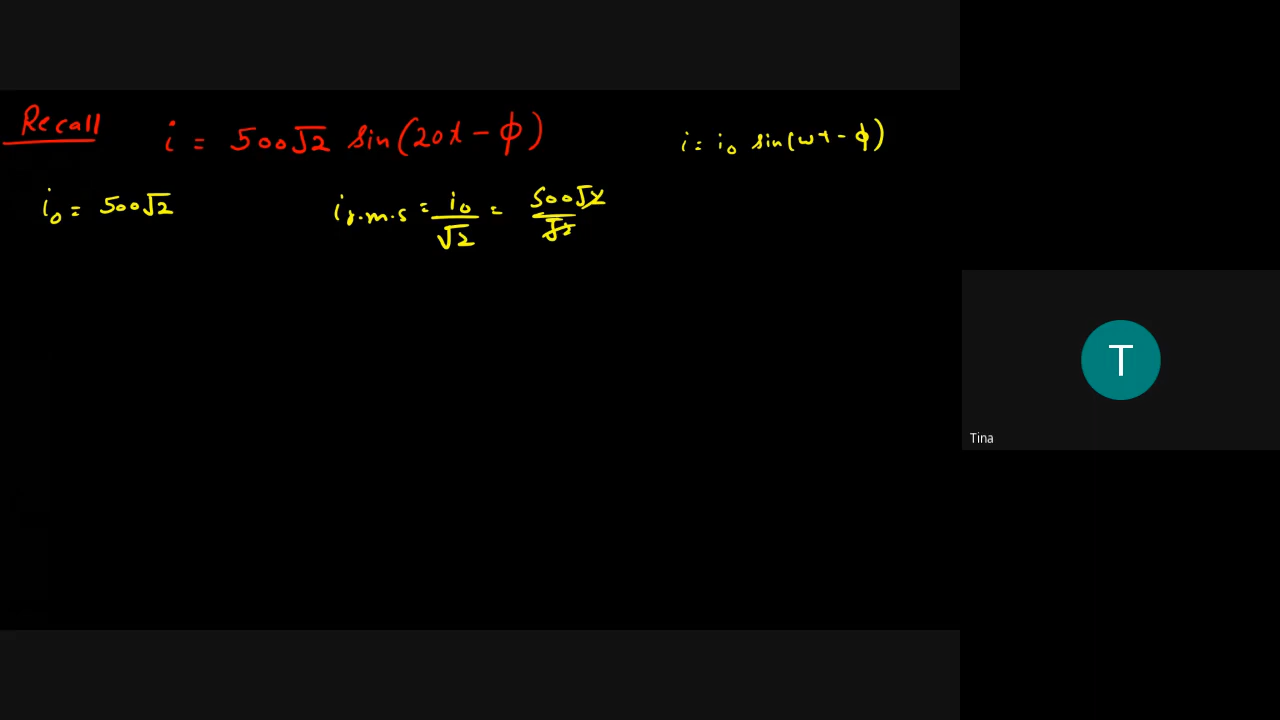 Recall i = 500√2 sin(20t - ϕ) i = i₀ sin(ωt - ϕ)
i₀ = 500√2 i r.m.s = i₀/√2 = 500√2/√2
T
Tina